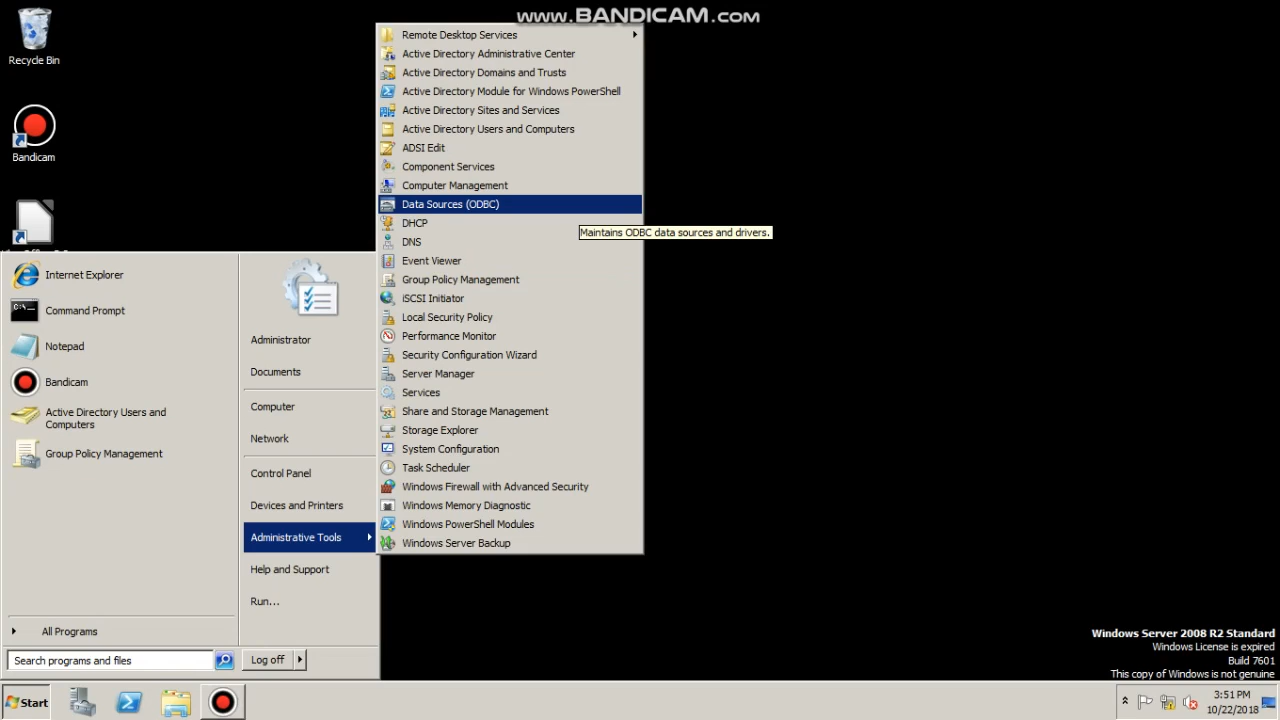 www.BANDICAM.com
Recycle Bin
Bandicam
Remote Desktop Services
Active Directory Administrative Center
Active Directory Domains and Trusts
Active Directory Module for Windows PowerShell
Active Directory Sites and Services
Active Directory Users and Computers
ADSI Edit
Component Services
Computer Management
Data Sources (ODBC)
DHCP
Maintains ODBC data sources and drivers.
DNS
Event Viewer
Group Policy Management
iSCSI Initiator
Local Security Policy
Performance Monitor
Security Configuration Wizard
Server Manager
Services
Share and Storage Management
Storage Explorer
System Configuration
Task Scheduler
Windows Firewall with Advanced Security
Windows Memory Diagnostic
Windows PowerShell Modules
Windows Server Backup
Internet Explorer
Command Prompt
Notepad
Bandicam
Active Directory Users and
Computers
Group Policy Management
All Programs
Search programs and files
Administrator
Documents
Computer
Network
Control Panel
Devices and Printers
Administrative Tools
Help and Support
Run...
Log off
Windows Server 2008 R2 Standard
Windows License is expired
Build 7601
This copy of Windows is not genuine
Start
3:51 PM
10/22/2018